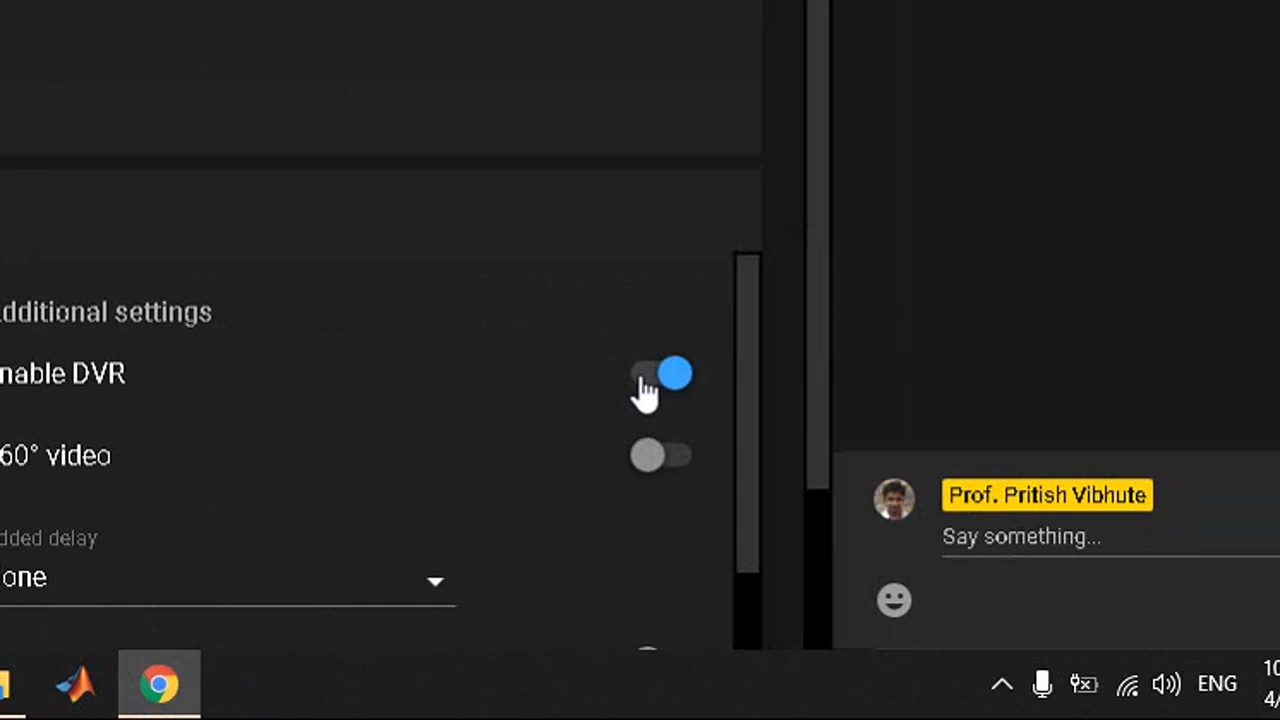 dditional settings
nable DVR
60° video
dded delay
one
Prof. Pritish Vibhute
Say something...
ENG
10
4/